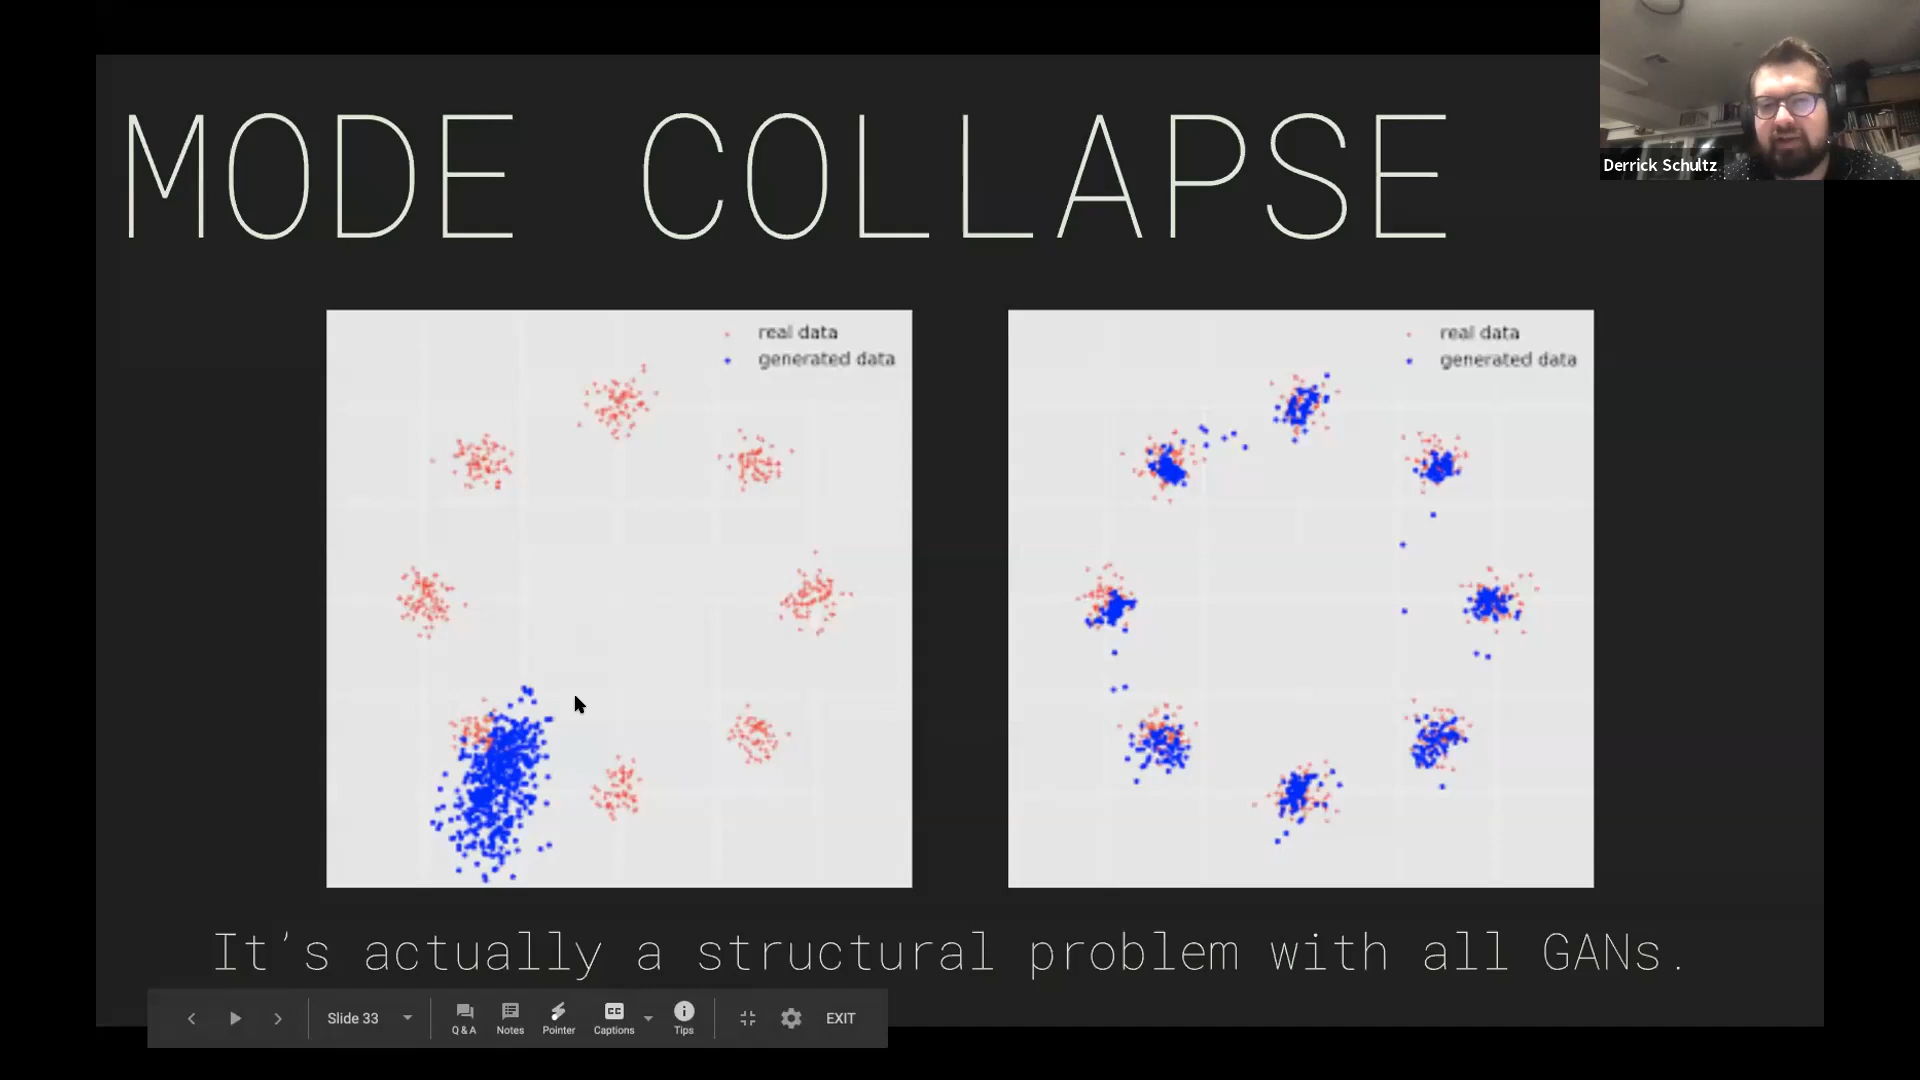 MODE COLLAPSE
Derrick Schultz
real data
generated data
real data
generated data
It's actually a structural problem with all GANs.
Slide 33
Q & A
Notes
Pointer
CC
Captions
Tips
EXIT